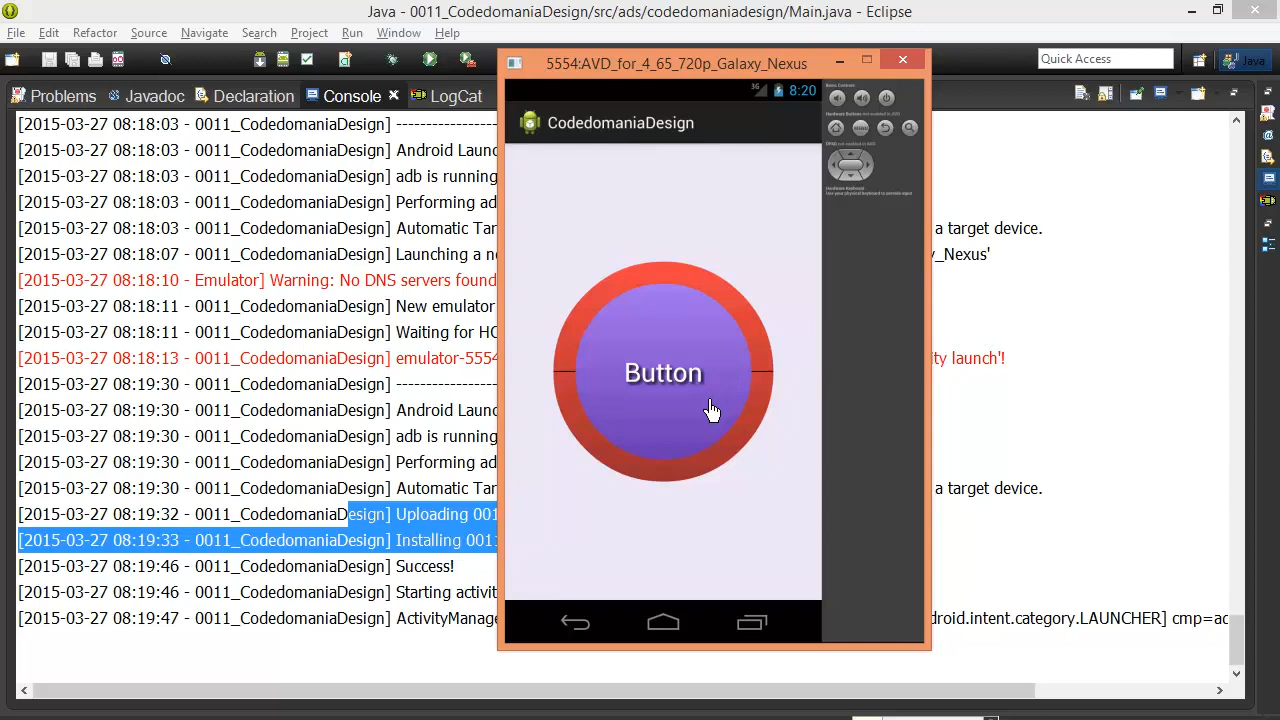 Java - 0011_CodedomaniaDesign/src/ads/codedomaniadesign/Main.java - Eclipse
File Edit Refactor Source Navigate Search Project Run Window Help
Quick Access
Java
Problems
Javadoc
Declaration
Console
LogCat
[2015-03-27 08:18:03 - 0011_CodedomaniaDesign] ------------------
[2015-03-27 08:18:03 - 0011_CodedomaniaDesign] Android Launc
[2015-03-27 08:18:03 - 0011_CodedomaniaDesign] adb is running
[2015-03-27 08:18:03 - 0011_CodedomaniaDesign] Performing ad
[2015-03-27 08:18:03 - 0011_CodedomaniaDesign] Automatic Tar a target device.
[2015-03-27 08:18:07 - 0011_CodedomaniaDesign] Launching a ne y_Nexus'
[2015-03-27 08:18:10 - Emulator] Warning: No DNS servers found
[2015-03-27 08:18:11 - 0011_CodedomaniaDesign] New emulator
[2015-03-27 08:18:11 - 0011_CodedomaniaDesign] Waiting for HO
[2015-03-27 08:18:13 - 0011_CodedomaniaDesign] emulator-5554 ity launch'!
[2015-03-27 08:19:30 - 0011_CodedomaniaDesign] ------------------
[2015-03-27 08:19:30 - 0011_CodedomaniaDesign] Android Launc
[2015-03-27 08:19:30 - 0011_CodedomaniaDesign] adb is running
[2015-03-27 08:19:30 - 0011_CodedomaniaDesign] Performing ad
[2015-03-27 08:19:30 - 0011_CodedomaniaDesign] Automatic Tar a target device.
[2015-03-27 08:19:32 - 0011_CodedomaniaDesign] Uploading 001
[2015-03-27 08:19:33 - 0011_CodedomaniaDesign] Installing 0011
[2015-03-27 08:19:46 - 0011_CodedomaniaDesign] Success!
[2015-03-27 08:19:46 - 0011_CodedomaniaDesign] Starting activit
[2015-03-27 08:19:47 - 0011_CodedomaniaDesign] ActivityManage droid.intent.category.LAUNCHER] cmp=ac
5554:AVD_for_4_65_720p_Galaxy_Nexus
3G
8:20
CodedomaniaDesign
Button
Basic Controls
MENU